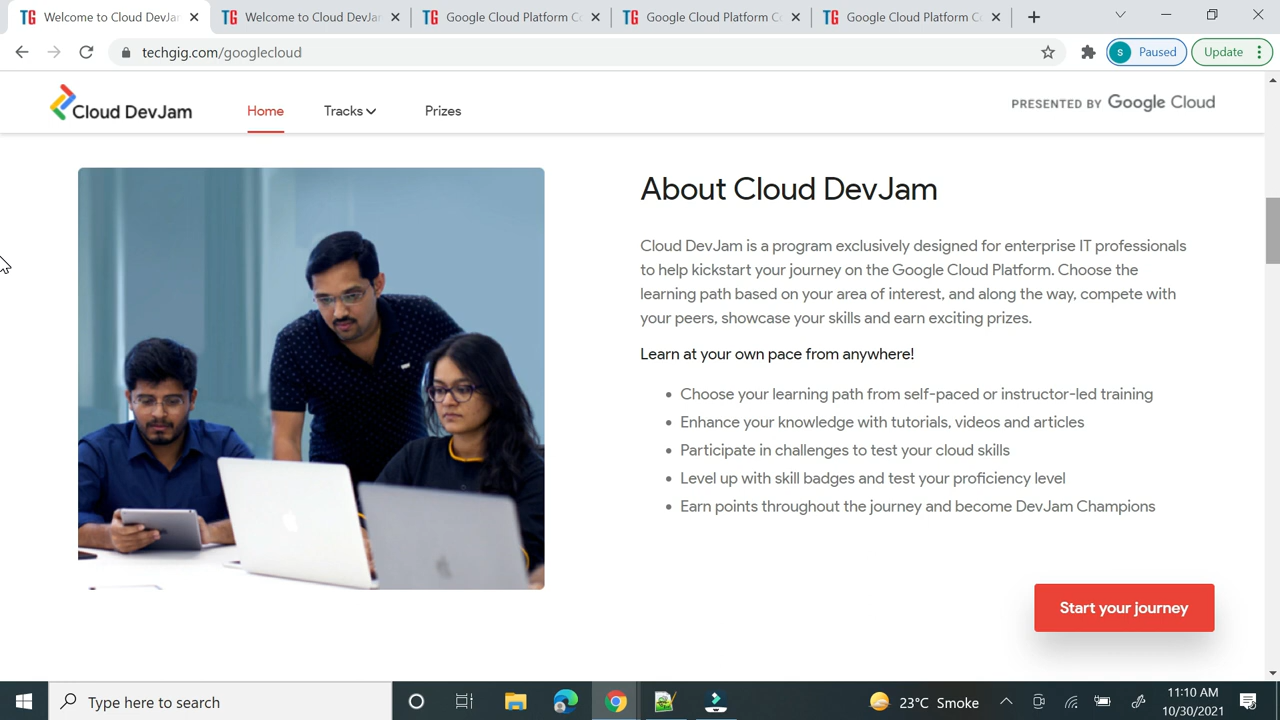 Welcome to Cloud DevJa
Welcome to Cloud DevJar
Google Cloud Platform Co
Google Cloud Platform Co
Google Cloud Platform Co
techgig.com/googlecloud
s Paused
Update
Cloud DevJam
Home
Tracks
Prizes
PRESENTED BY Google Cloud
About Cloud DevJam
Cloud DevJam is a program exclusively designed for enterprise IT professionals
to help kickstart your journey on the Google Cloud Platform. Choose the
learning path based on your area of interest, and along the way, compete with
your peers, showcase your skills and earn exciting prizes.
Learn at your own pace from anywhere!
• Choose your learning path from self-paced or instructor-led training
• Enhance your knowledge with tutorials, videos and articles
• Participate in challenges to test your cloud skills
• Level up with skill badges and test your proficiency level
• Earn points throughout the journey and become DevJam Champions
Start your journey
Type here to search
23°C Smoke
11:10 AM
10/30/2021